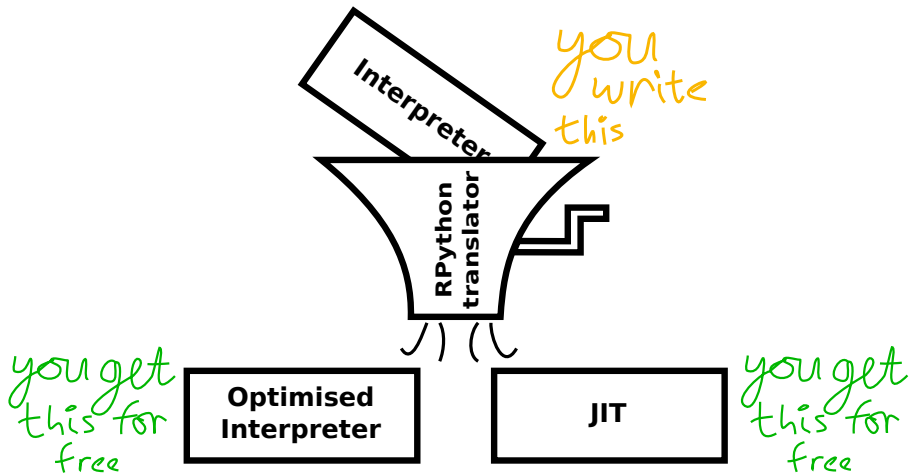 Interpreter
you
write
this
RPython
translator
you get
this for
free
Optimised
Interpreter
JIT
you get
this for
free